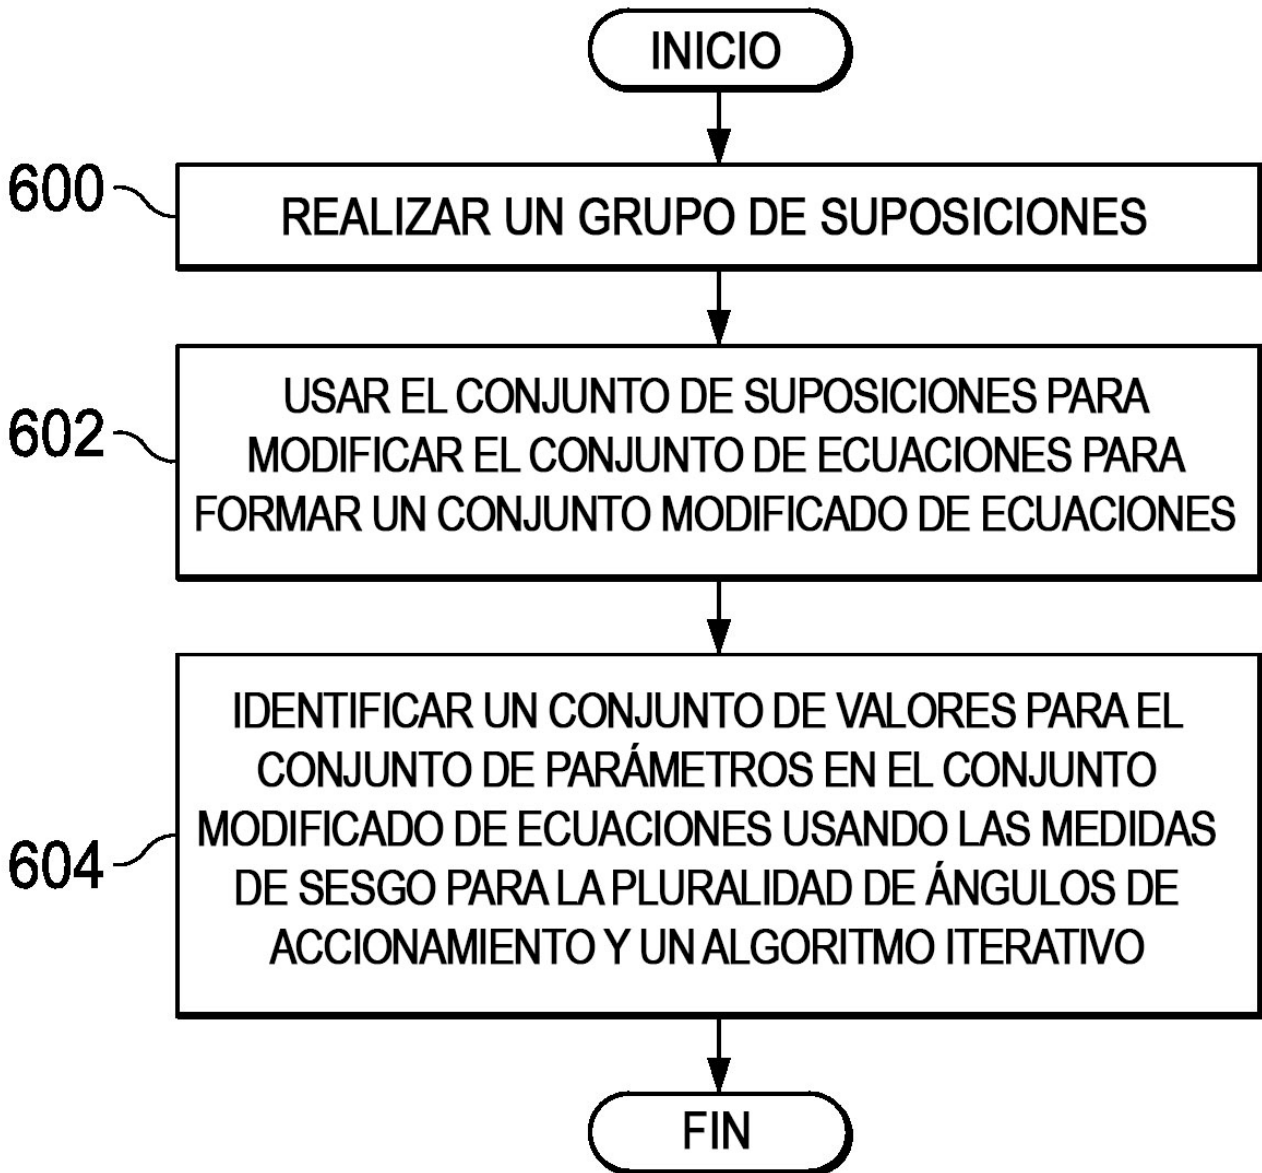 INICIO
600
REALIZAR UN GRUPO DE SUPOSICIONES
602
USAR EL CONJUNTO DE SUPOSICIONES PARA
MODIFICAR EL CONJUNTO DE ECUACIONES PARA
FORMAR UN CONJUNTO MODIFICADO DE ECUACIONES
604
IDENTIFICAR UN CONJUNTO DE VALORES PARA EL
CONJUNTO DE PARÁMETROS EN EL CONJUNTO
MODIFICADO DE ECUACIONES USANDO LAS MEDIDAS
DE SESGO PARA LA PLURALIDAD DE ÁNGULOS DE
ACCIONAMIENTO Y UN ALGORITMO ITERATIVO
FIN